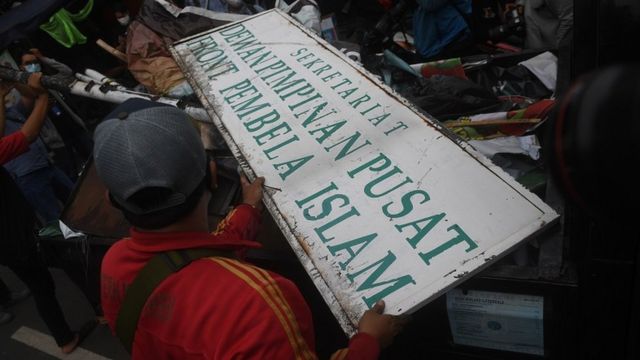 SEKRETARIAT
DEWAN PIMPINAN PUSAT
FRONT PEMBELA ISLAM